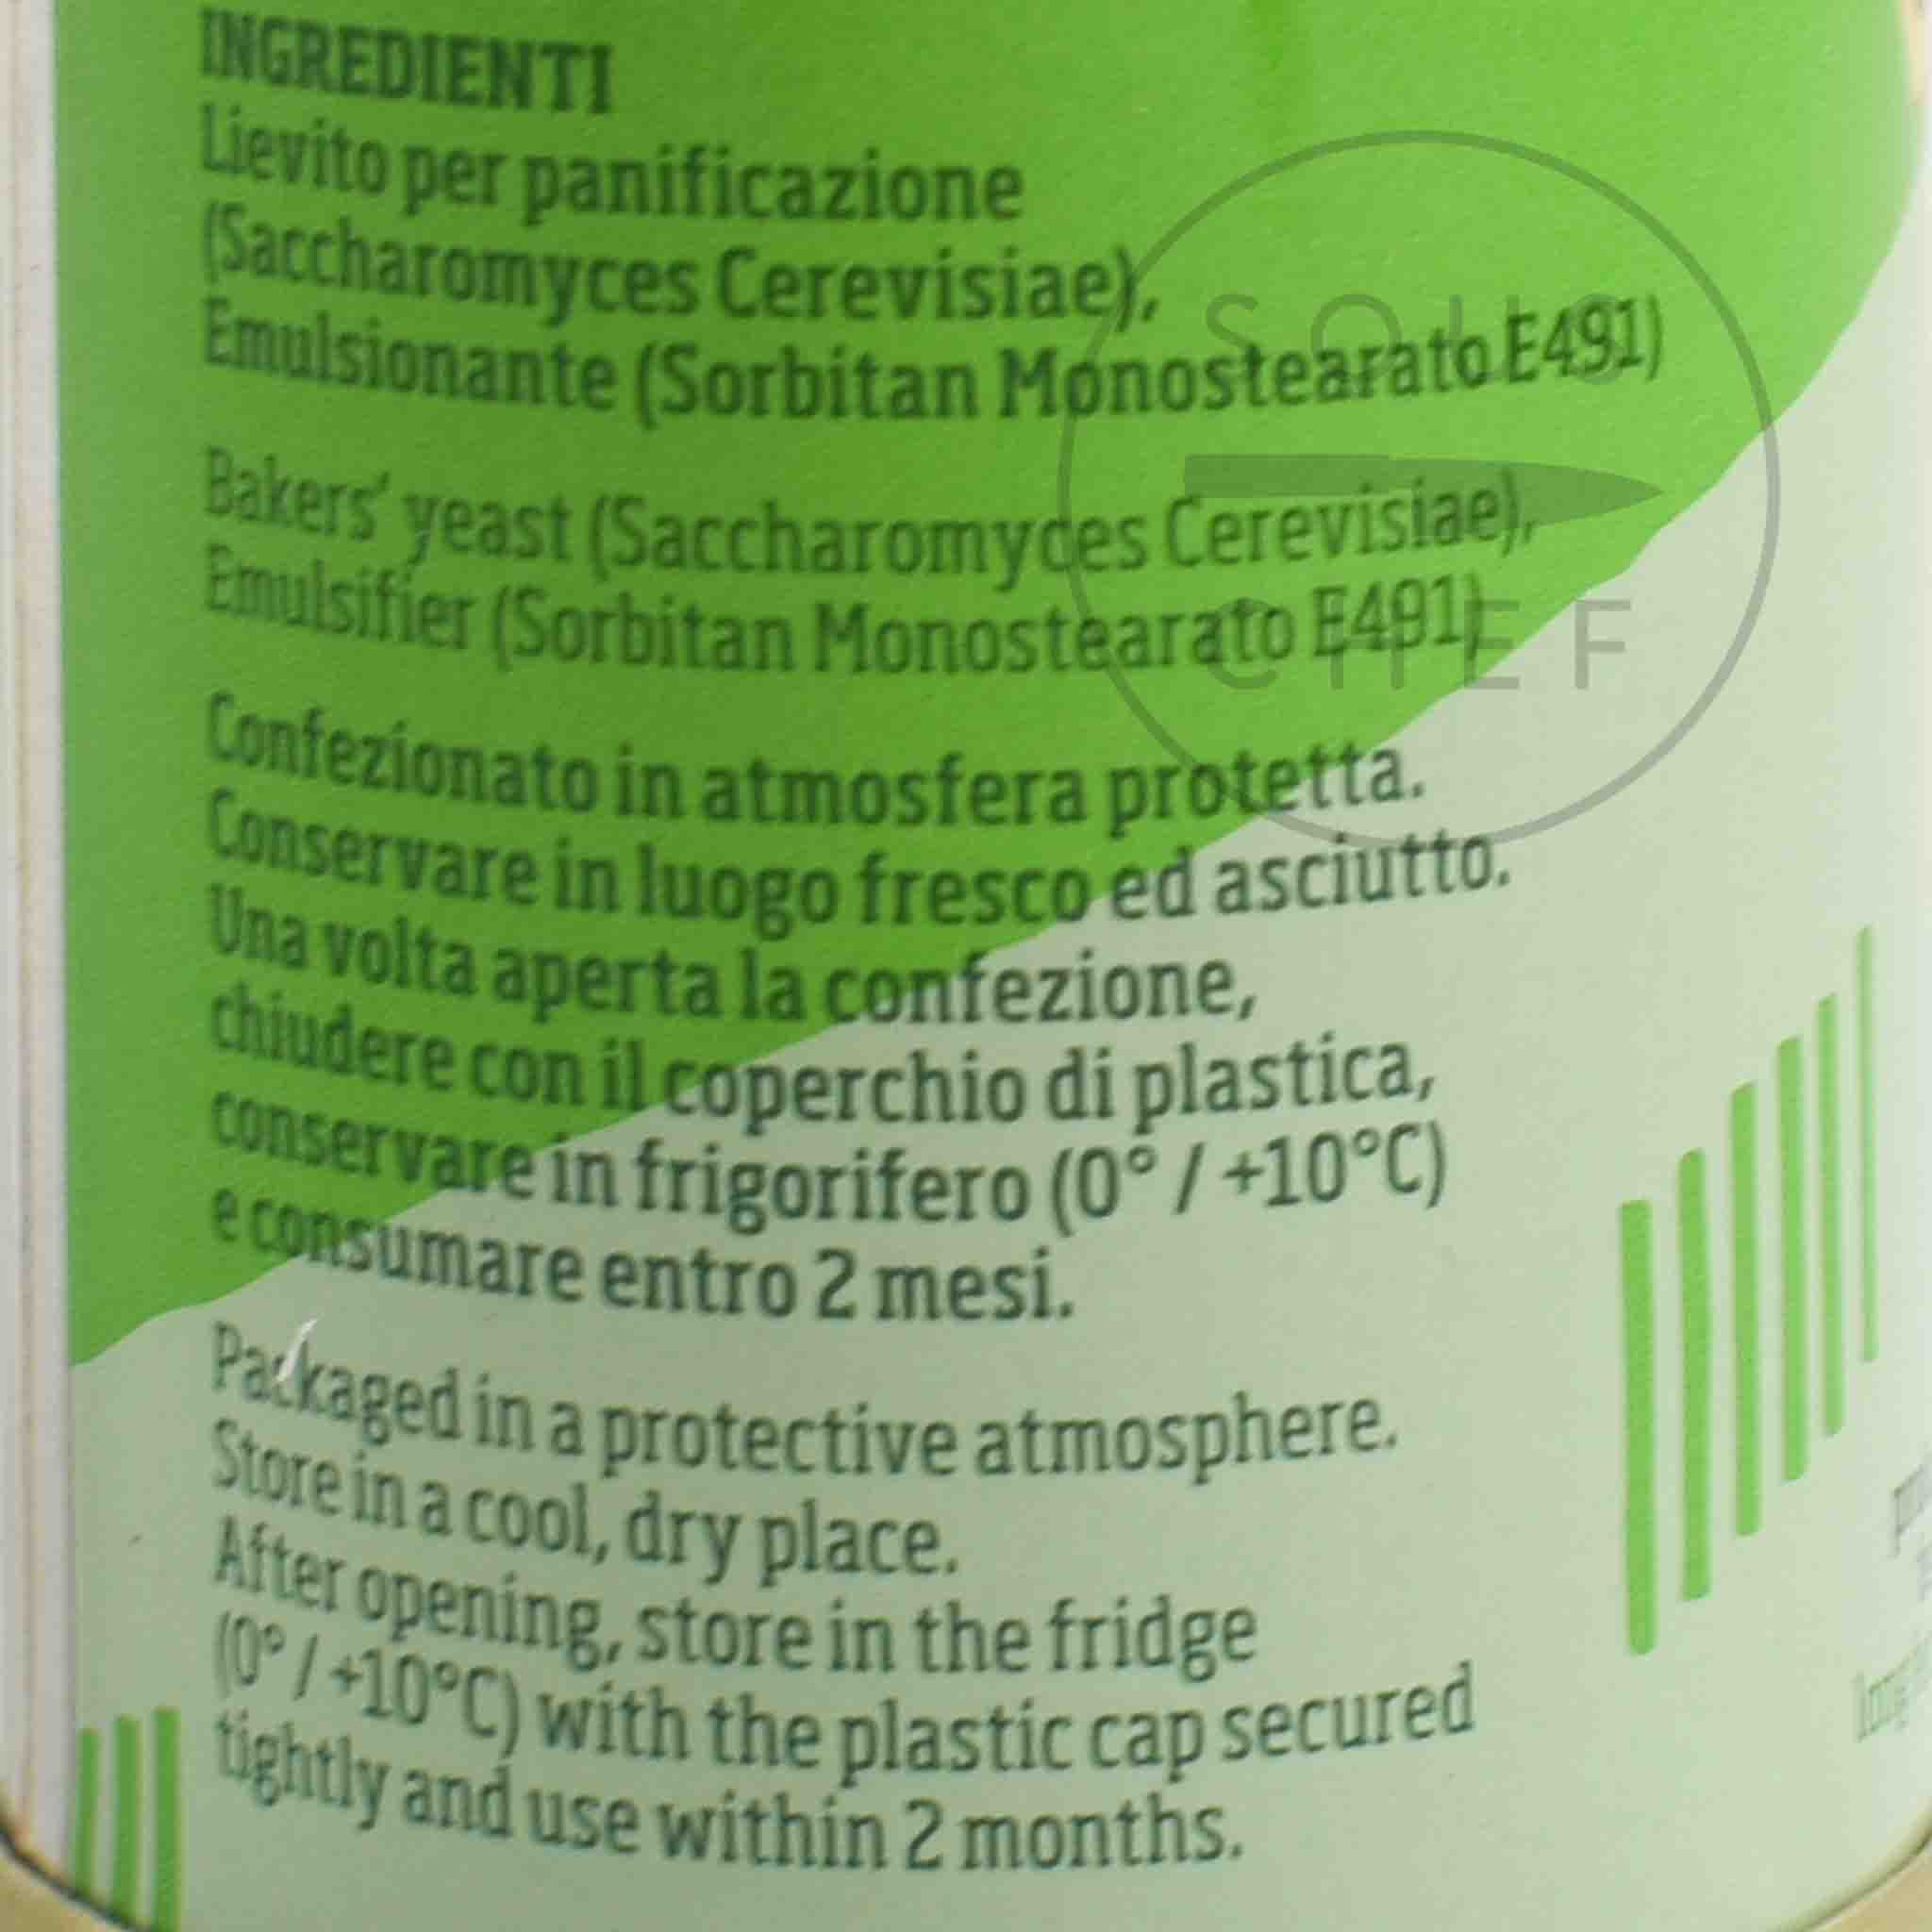 INGREDIENTI
Lievito per panificazione
(Saccharomyces Cerevisiae),
Emulsionante (Sorbitan Monostearato E491)
Bakers' yeast (Saccharomyces Cerevisiae),
Emulsifier (Sorbitan Monostearato E491)
Confezionato in atmosfera protetta.
Conservare in luogo fresco ed asciutto.
Una volta aperta la confezione,
chiudere con il coperchio di plastica,
conservare in frigorifero (0° / +10°C)
e consumare entro 2 mesi.
Packaged in a protective atmosphere.
Store in a cool, dry place.
After opening, store in the fridge
(0° / +10°C) with the plastic cap secured
tightly and use within 2 months.
SOUS
CHEF